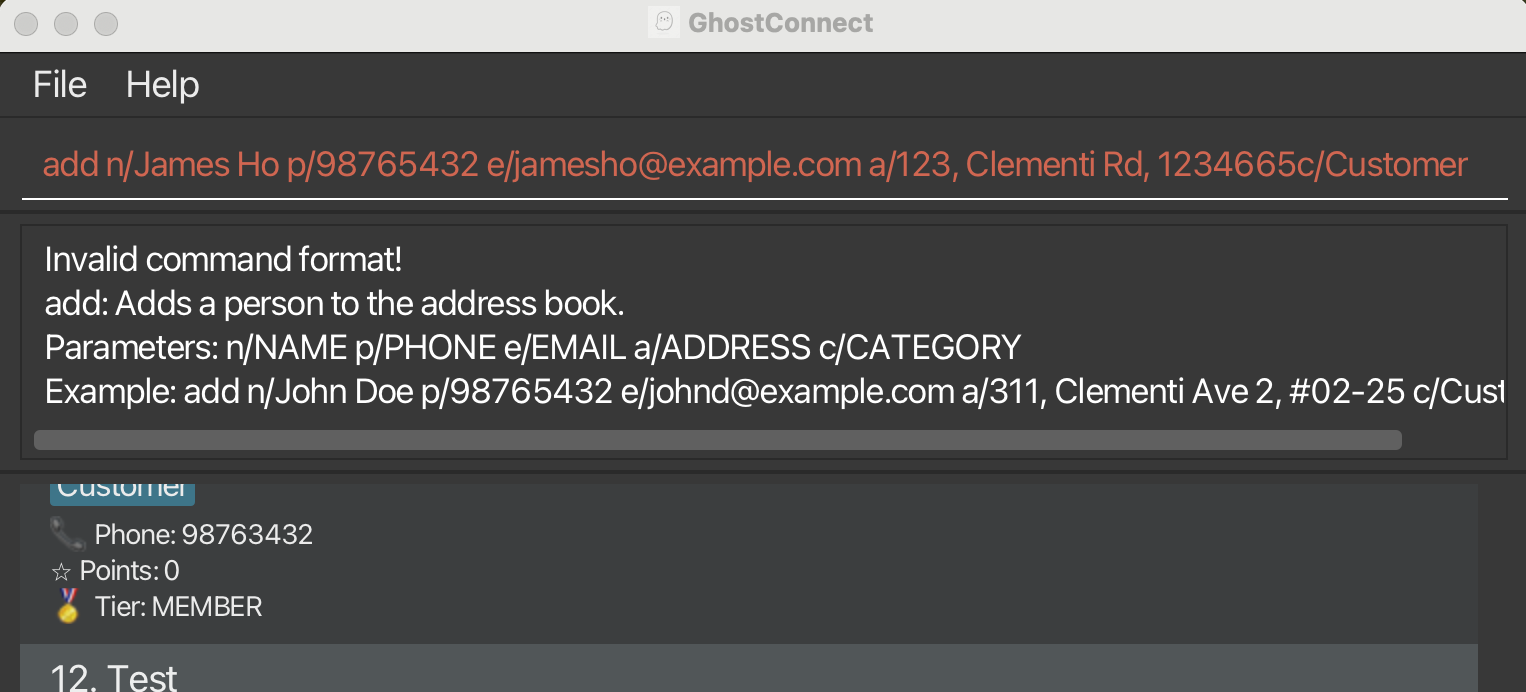 GhostConnect
File Help
add n/James Ho p/98765432 e/jamesho@example.com a/123, Clementi Rd, 1234665c/Customer
Invalid command format!
add: Adds a person to the address book.
Parameters: n/NAME p/PHONE e/EMAIL a/ADDRESS c/CATEGORY
Example: add n/John Doe p/98765432 e/johnd@example.com a/311, Clementi Ave 2, #02-25 c/Cust
Customer
Phone: 98763432
☆ Points: 0
Tier: MEMBER
12. Test